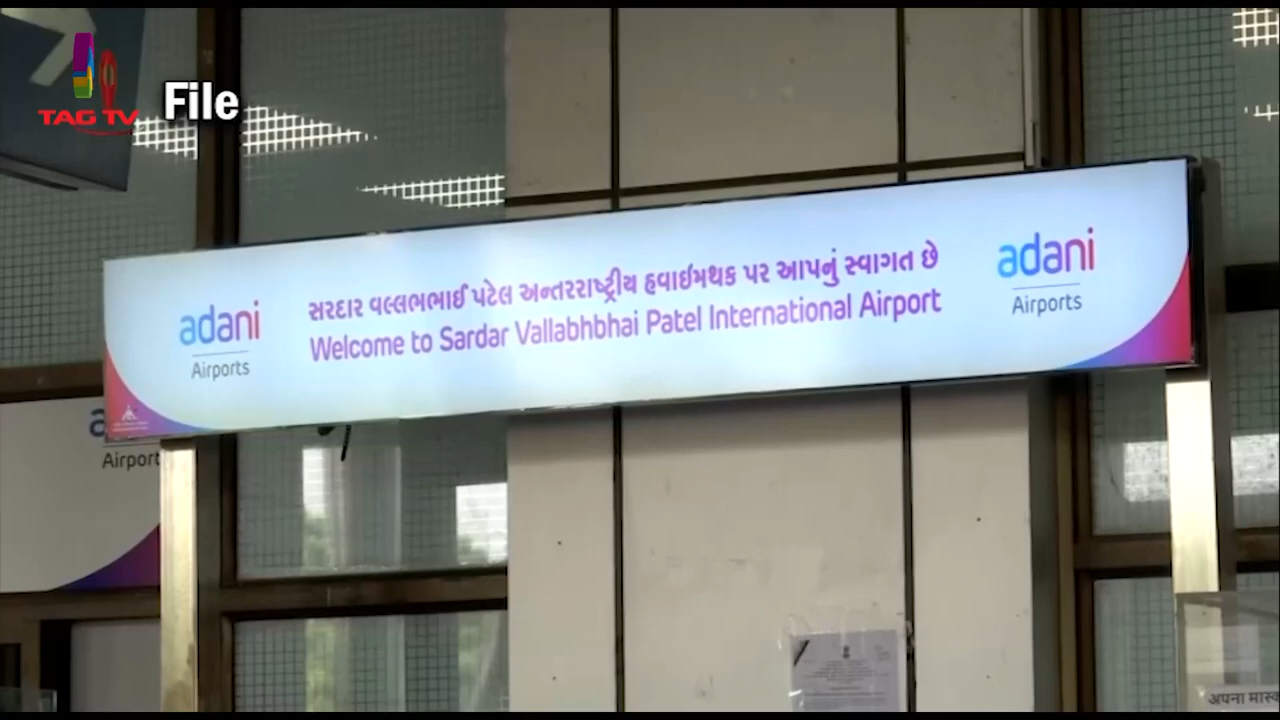 TAG TV
File
adani
Airports
સરદાર વલ્લભભાઈ પટેલ અન્તરરાષ્ટ્રીય હવાઈમથક પર આપનું સ્વાગત છે
Welcome to Sardar Vallabhbhai Patel International Airport
adani
Airports
a
Airport
अपना मास्क